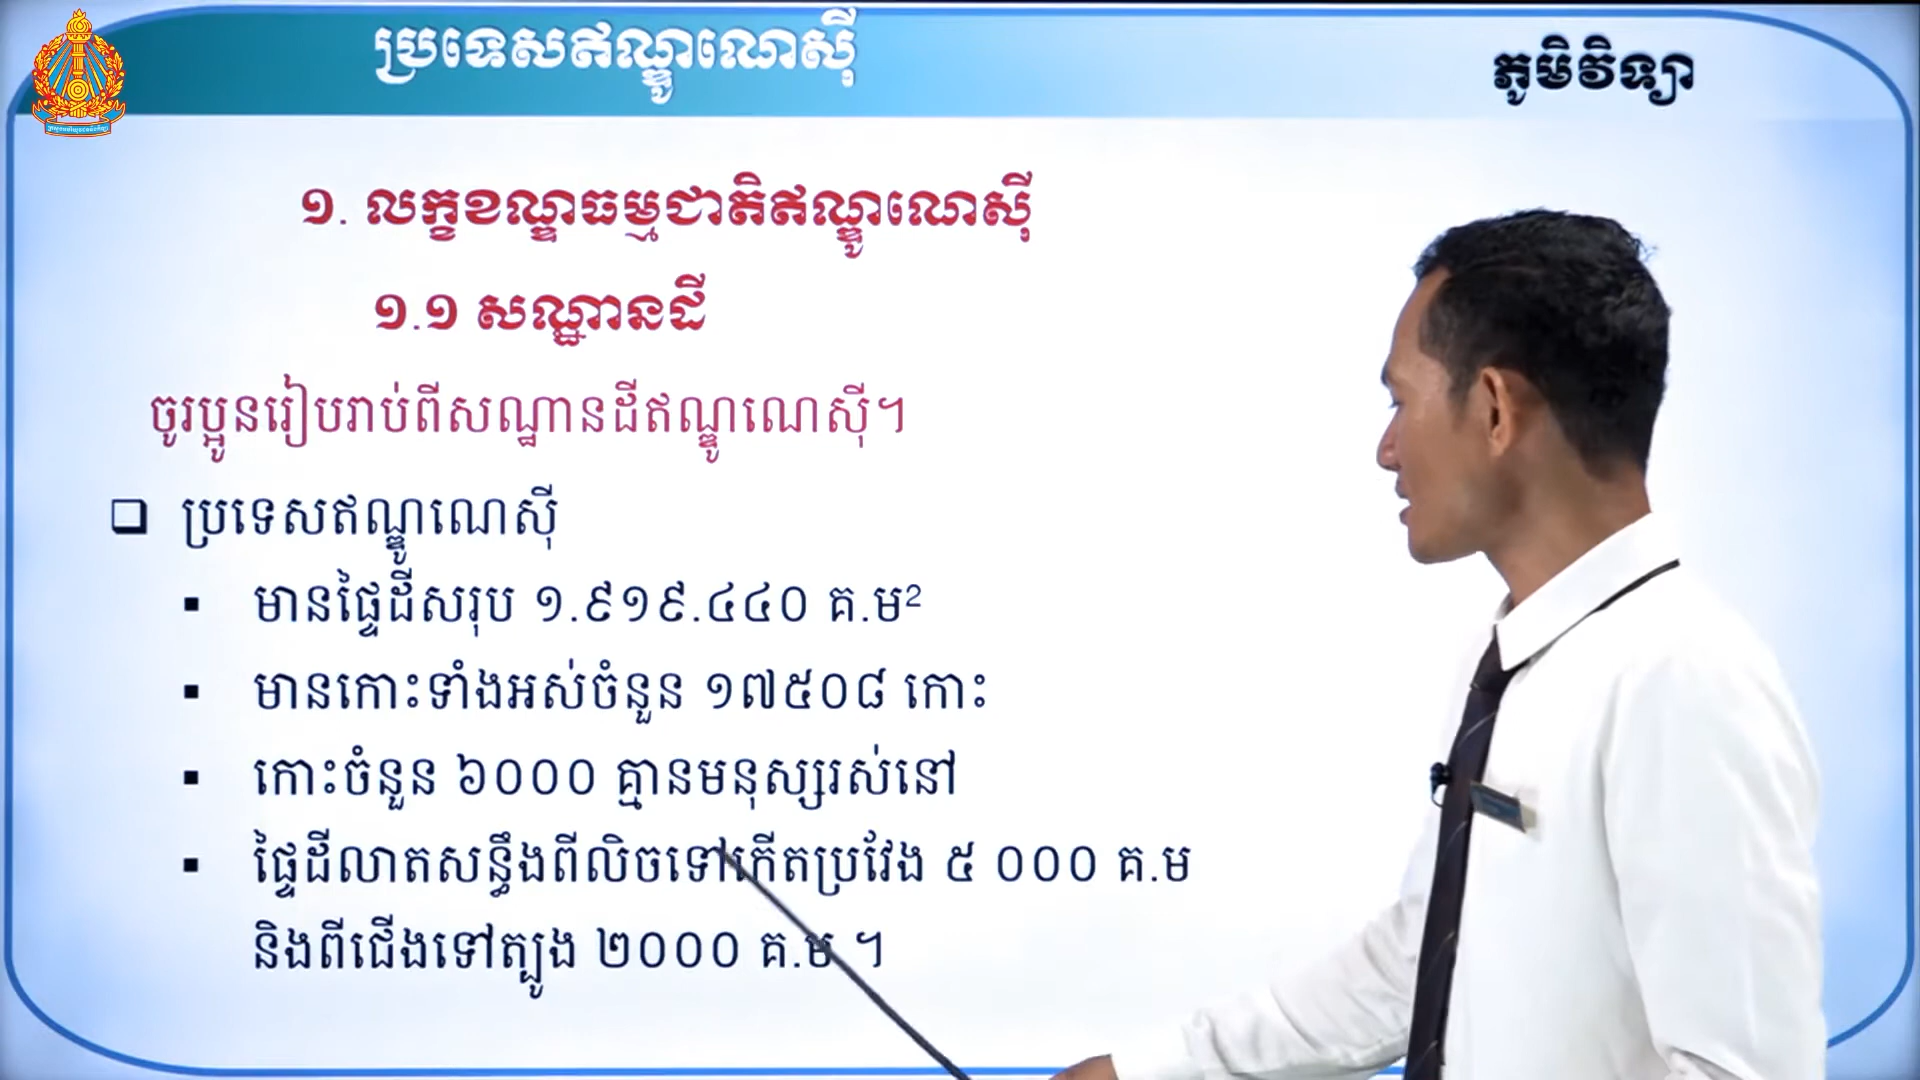 ប្រទេសឥណ្ឌូណេស៊ី
ភូមិវិទ្យា
១. លក្ខខណ្ឌធម្មជាតិឥណ្ឌូណេស៊ី
១.១ សណ្ឋានដី
ចូរប្អូនរៀបរាប់ពីសណ្ឋានដីឥណ្ឌូណេស៊ី។
❑ ប្រទេសឥណ្ឌូណេស៊ី
▪ មានផ្ទៃដីសរុប ១.៩១៩.៤៤០ គ.ម²
▪ មានកោះទាំងអស់ចំនួន ១៧៥០៨ កោះ
▪ កោះចំនួន ៦០០០ គ្មានមនុស្សរស់នៅ
▪ ផ្ទៃដីលាតសន្ធឹងពីលិចទៅកើតប្រវែង ៥ ០០០ គ.ម
និងពីជើងទៅត្បូង ២០០០ គ.ម ។